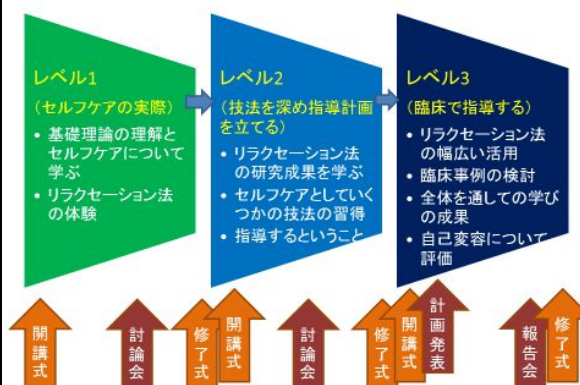 レベル1
(セルフケアの実際)
• 基礎理論の理解と
セルフケアについて
学ぶ
• リラクセーション法
の体験
レベル2
(技法を深め指導計画
を立てる)
• リラクセーション法
の研究成果を学ぶ
• セルフケアとしていく
つかの技法の習得
• 指導するということ
レベル3
(臨床で指導する)
• リラクセーション法
の幅広い活用
• 臨床事例の検討
• 全体を通しての学び
の成果
• 自己変容について
評価
開講式
討論会
修了式
開講式
討論会
修了式
開講式
計画発表
報告会
修了式